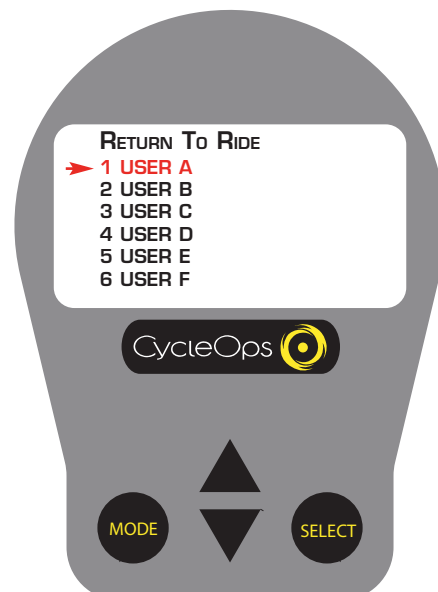 Return To Ride
1 USER A
2 USER B
3 USER C
4 USER D
5 USER E
6 USER F
CycleOps
MODE
SELECT